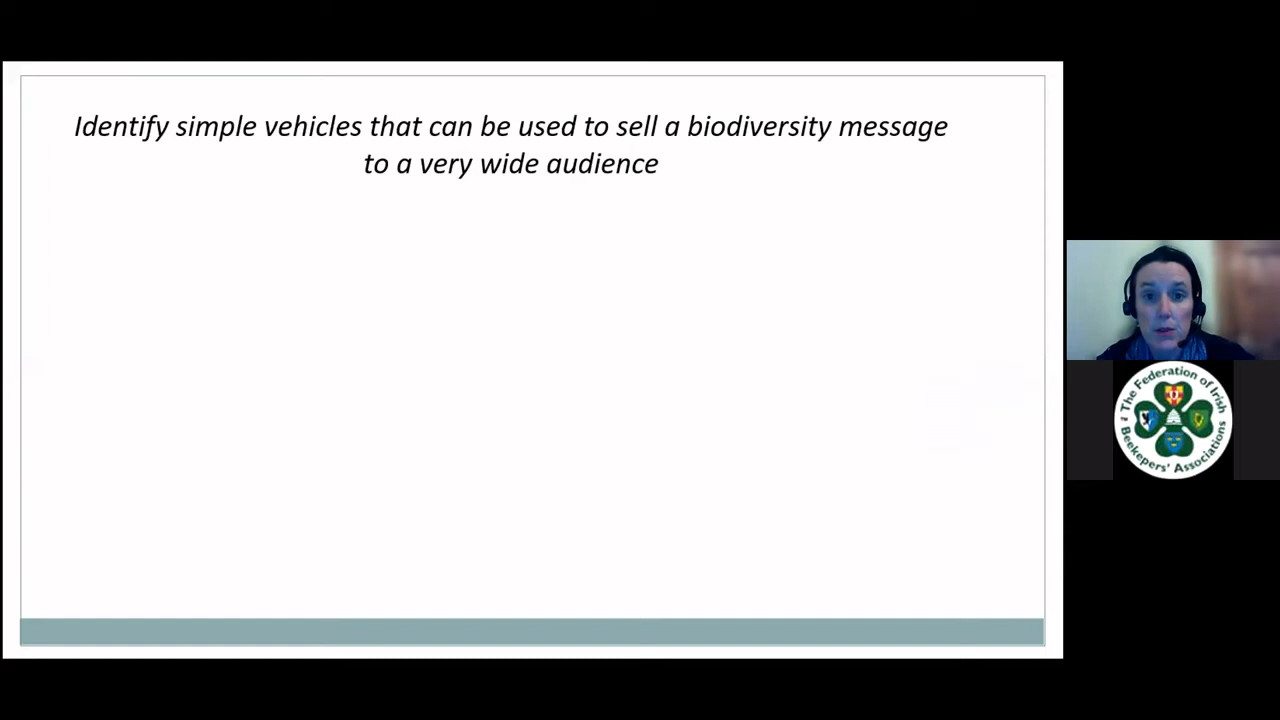 Identify simple vehicles that can be used to sell a biodiversity message
to a very wide audience
The Federation of Irish
Beekeepers' Associations